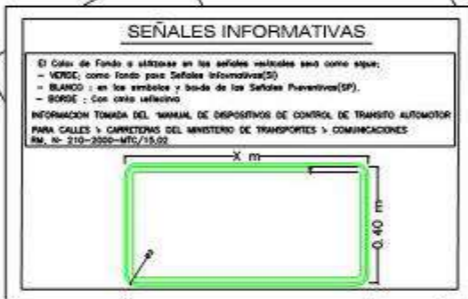 SEÑALES INFORMATIVAS
El Color de Fondo a utilizarse en las señales verticales será como sigue;
- VERDE; como fondo para Señales Informativas(SI)
- BLANCO : en los símbolos y borde de las Señales Preventivas(SP).
- BORDE : Con cinta reflectiva
INFORMACION TOMADA DEL "MANUAL DE DISPOSITIVOS DE CONTROL DE TRANSITO AUTOMOTOR
PARA CALLES Y CARRETERAS DEL MINISTERIO DE TRANSPORTES Y COMUNICACIONES
RM. N- 210-2000-MTC/15.02
X m
0.40 m